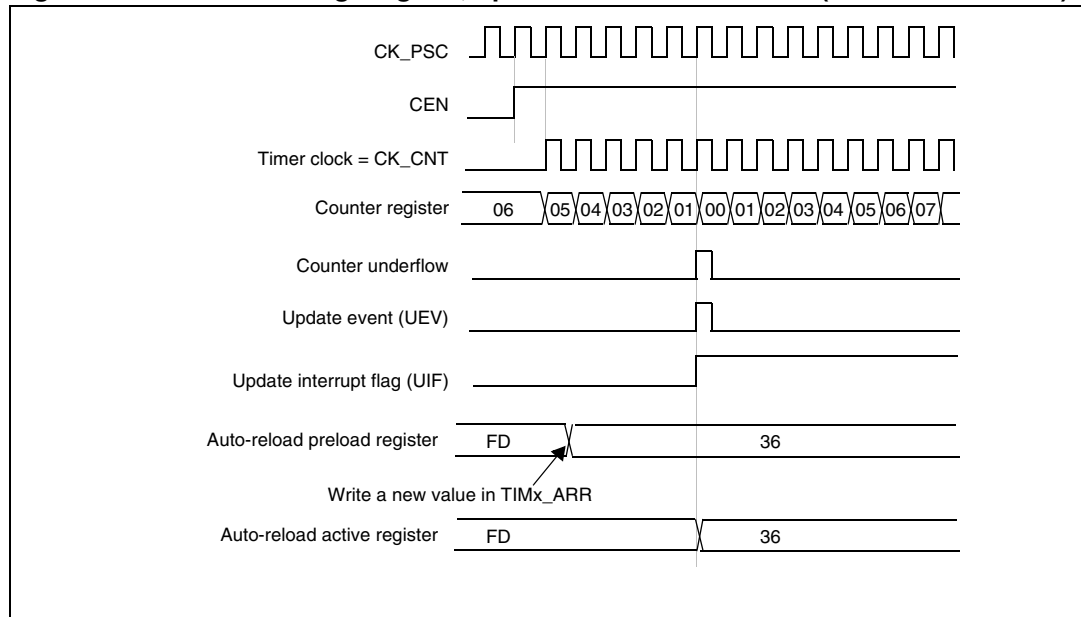 CK_PSC
CEN
Timer clock = CK_CNT
Counter register 06 05 04 03 02 01 00 01 02 03 04 05 06 07
Counter underflow
Update event (UEV)
Update interrupt flag (UIF)
Auto-reload preload register FD 36
Write a new value in TIMx_ARR
Auto-reload active register FD 36